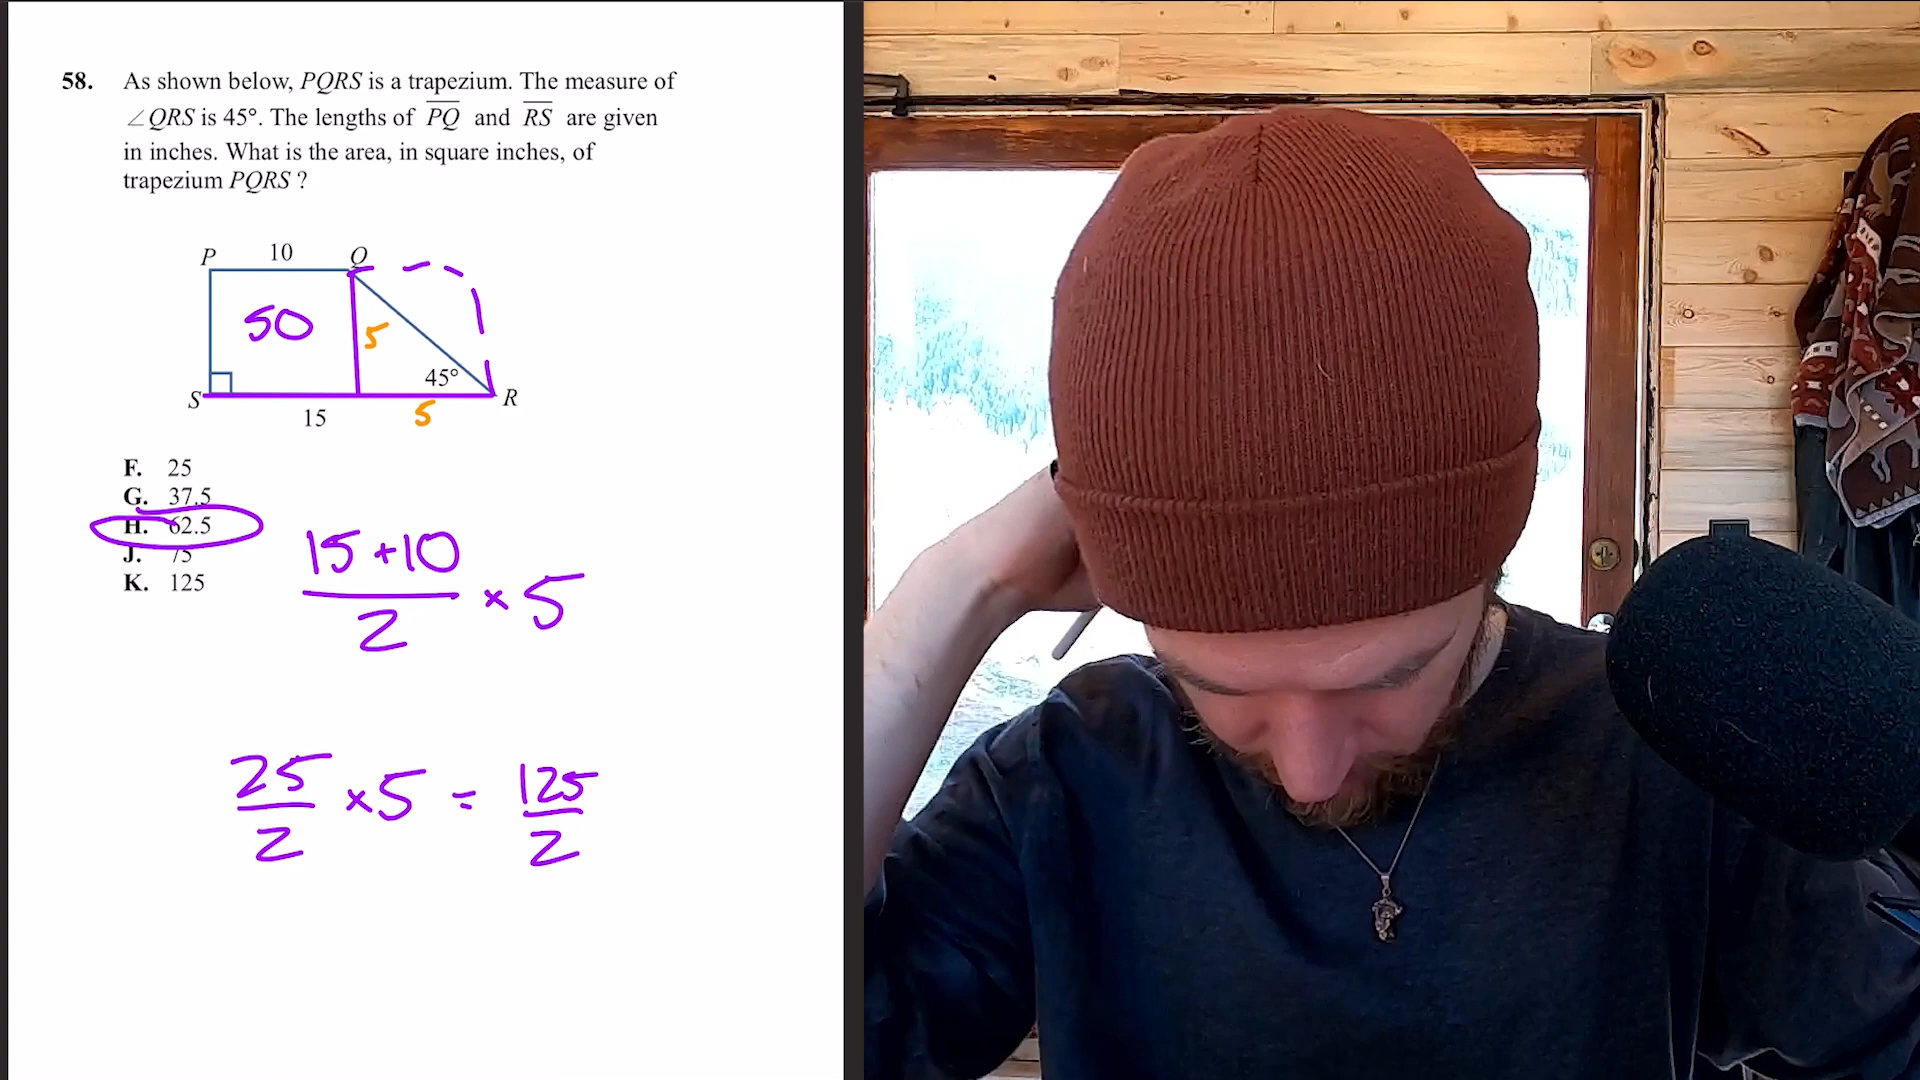 58. As shown below, PQRS is a trapezium. The measure of
∠QRS is 45°. The lengths of PQ and RS are given
in inches. What is the area, in square inches, of
trapezium PQRS ?
P 10 Q
50 5
45°
S 15 5 R
F. 25
G. 37.5
H. 62.5
J. 75
K. 125
15+10
2
× 5
25/2 ×5 = 125/2